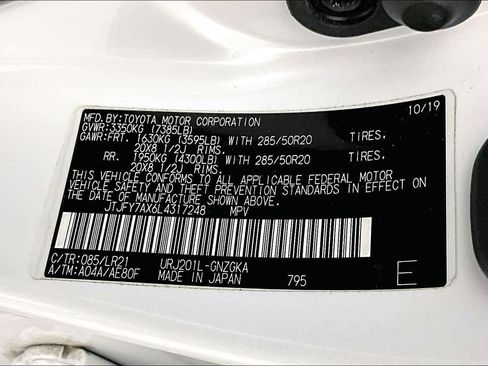 MFD.BY:TOYOTA MOTOR CORPORATION 10/19
GVWR:3350KG (7385LB)
GAWR:FRT. 1630KG (3595LB) WITH 285/50R20 TIRES,
20X8 1/2J RIMS.
RR. 1950KG (4300LB) WITH 285/50R20 TIRES,
20X8 1/2J RIMS.
THIS VEHICLE CONFORMS TO ALL APPLICABLE FEDERAL MOTOR
VEHICLE SAFETY AND THEFT PREVENTION STANDARDS IN EFFECT ON
THE DATE OF MANUFACTURE SHOWN ABOVE.
JTJFY7AX6L4317248 MPV
C/TR:085/LR21 URJ201L-GNZGKA
A/TM:A04A/AE80F MADE IN JAPAN 795 E